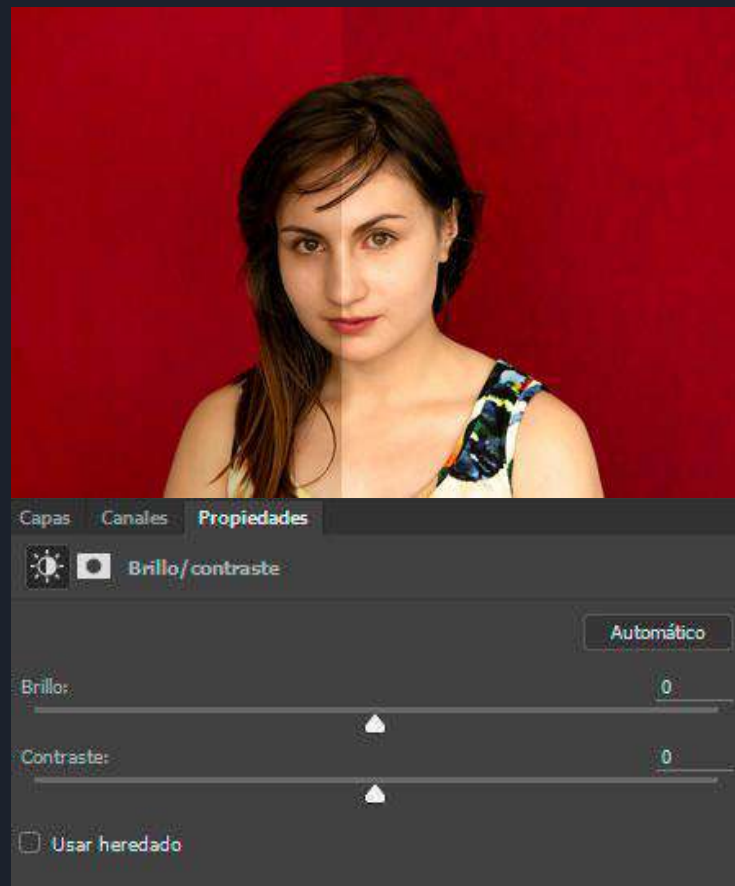 Capas Canales Propiedades
Brillo/contraste
Automático
Brillo: 0
Contraste: 0
Usar heredado